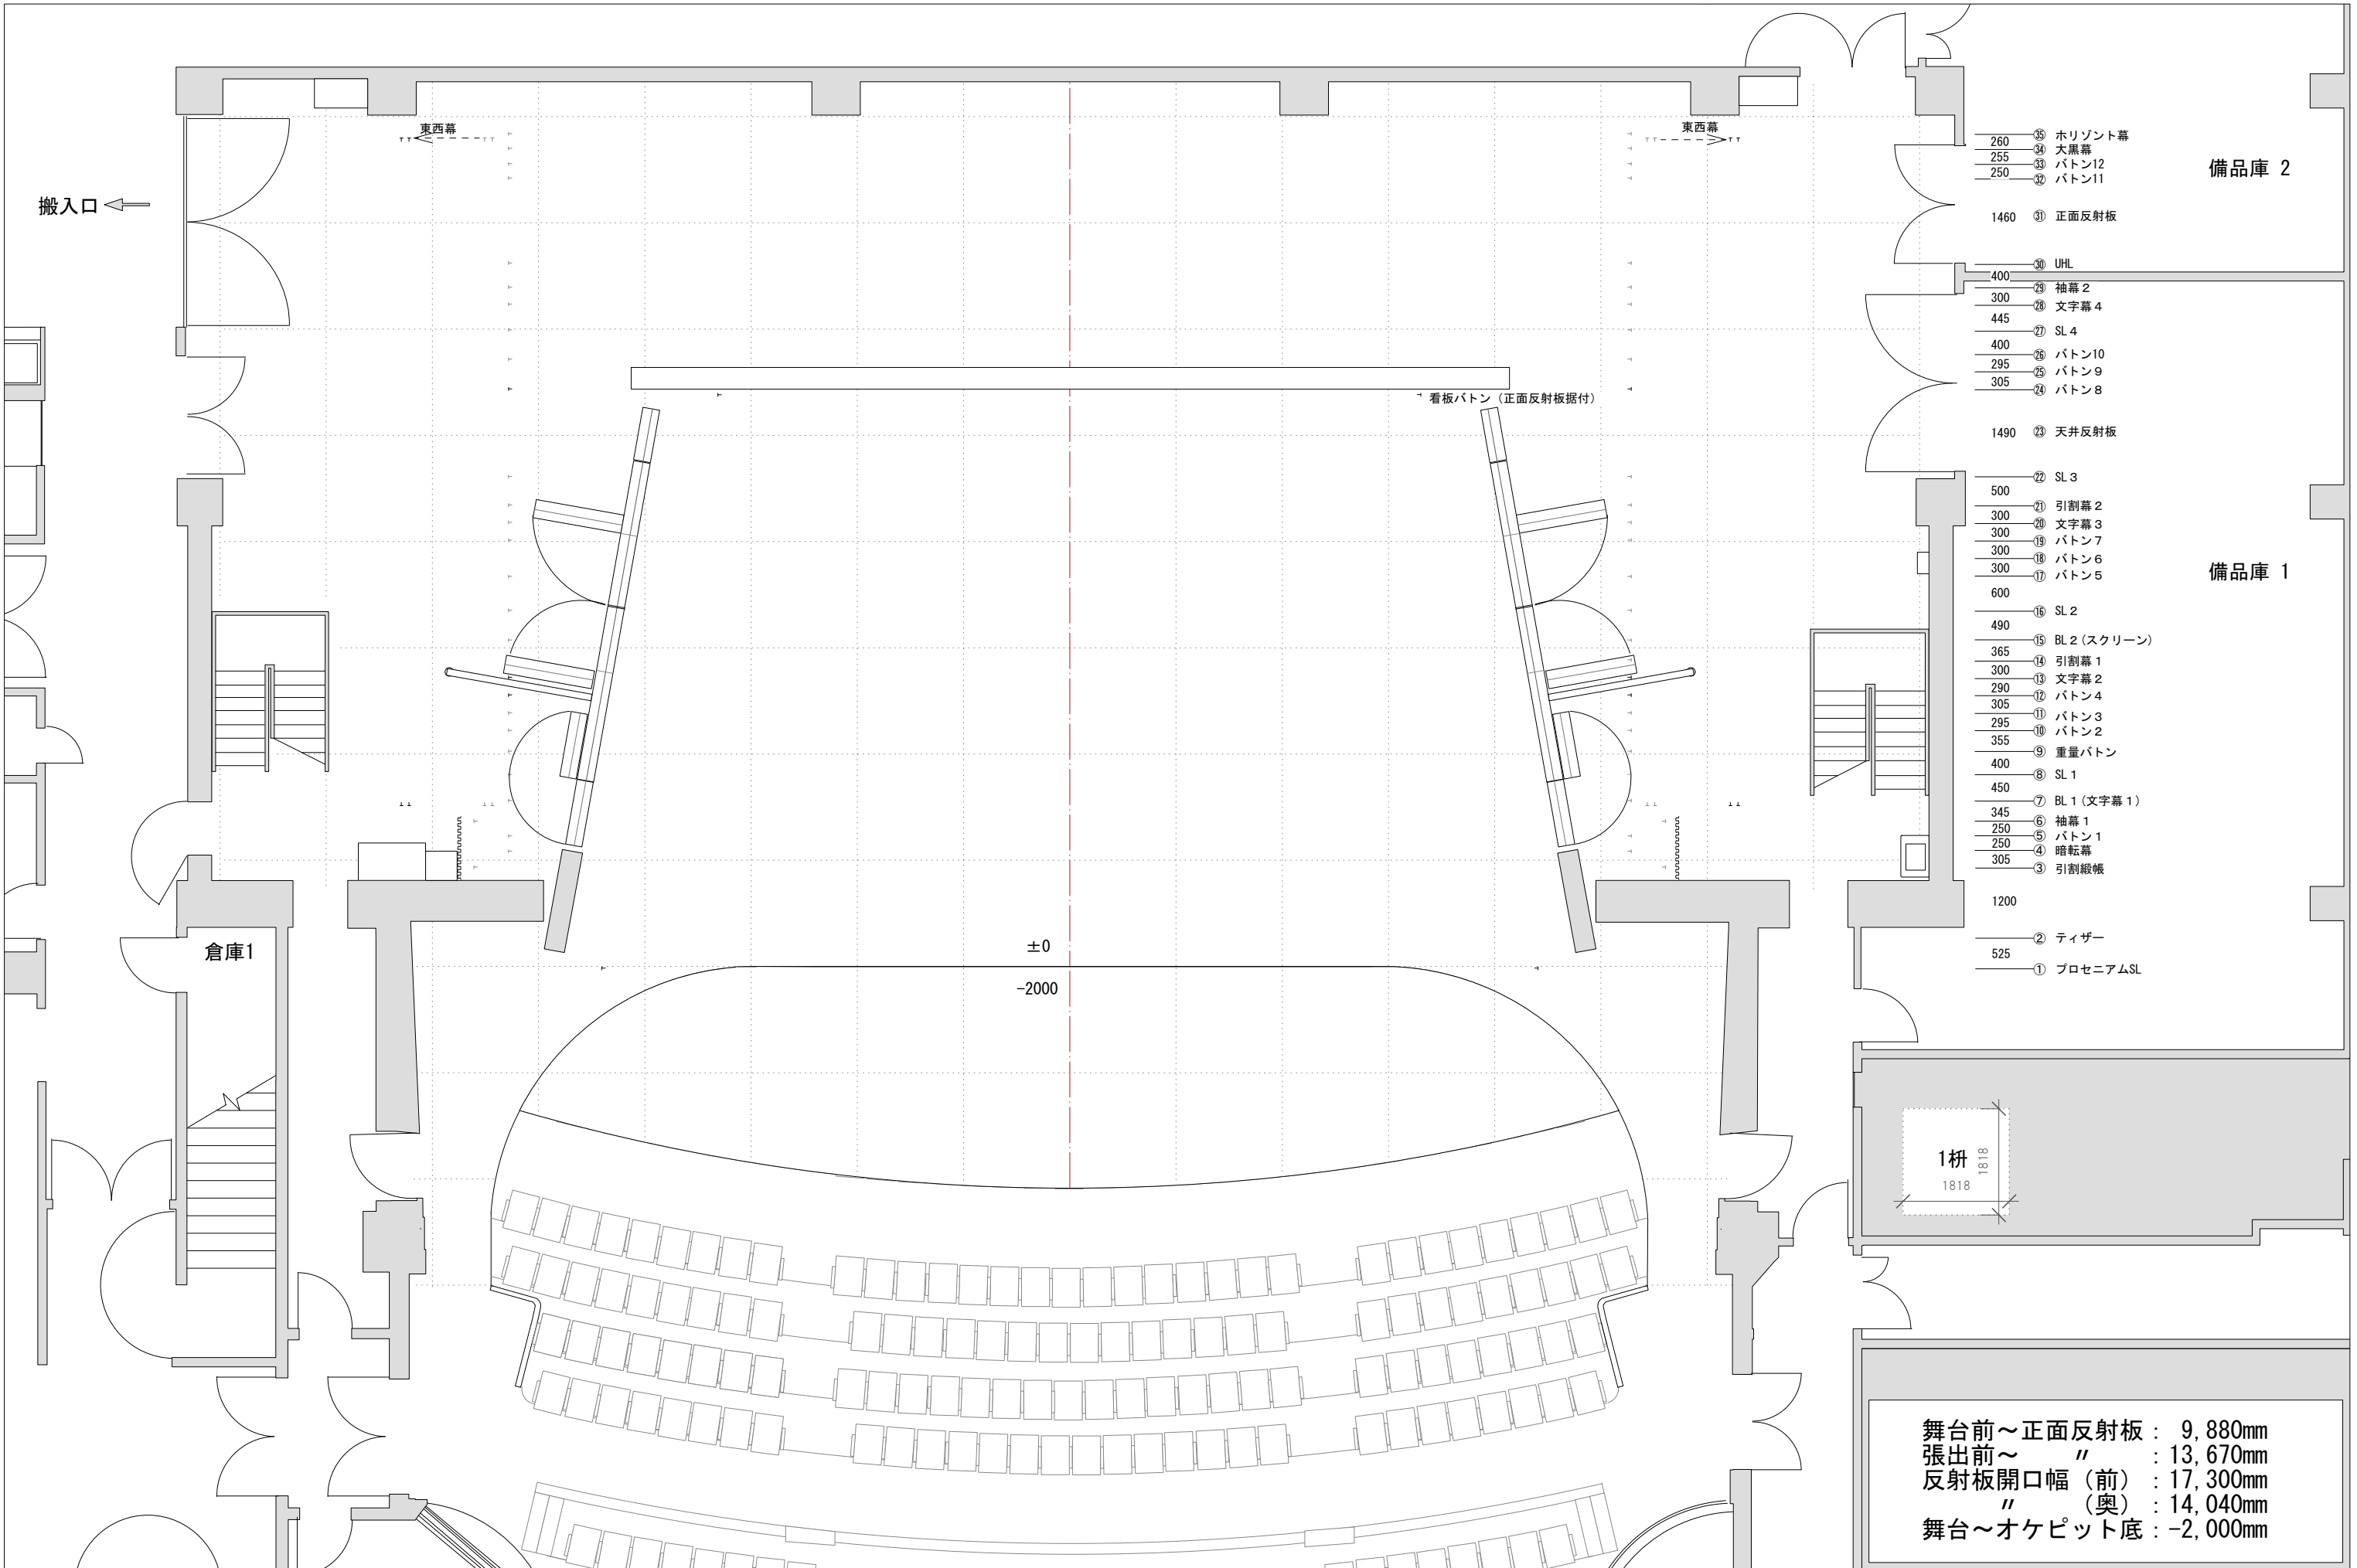 東西幕
東西幕
搬入口
備品庫 2
㉟ ホリゾント幕
260
㉞ 大黒幕
255
㉝ バトン12
250
㉜ バトン11
1460 ㉛ 正面反射板
㉚ UHL
400
㉙ 袖幕2
300
㉘ 文字幕4
445
㉗ SL4
400
㉖ バトン10
295
㉕ バトン9
305
㉔ バトン8
看板バトン(正面反射板据付)
1490 ㉓ 天井反射板
㉒ SL3
500
㉑ 引割幕2
300
⑳ 文字幕3
300
⑲ バトン7
300
⑱ バトン6
300
⑰ バトン5
備品庫 1
600
⑯ SL2
490
⑮ BL2(スクリーン)
365
⑭ 引割幕1
300
⑬ 文字幕2
290
⑫ バトン4
305
⑪ バトン3
295
⑩ バトン2
355
⑨ 重量バトン
400
⑧ SL1
450
⑦ BL1(文字幕1)
345
⑥ 袖幕1
250
⑤ バトン1
250
④ 暗転幕
305
③ 引割緞帳
1200
② ティザー
525
① プロセニアムSL
倉庫1
±0
-2000
1枡
1818
1818
舞台前～正面反射板: 9,880mm
張出前～ 〃 :13,670mm
反射板開口幅(前):17,300mm
〃 (奥):14,040mm
舞台～オケピット底:-2,000mm